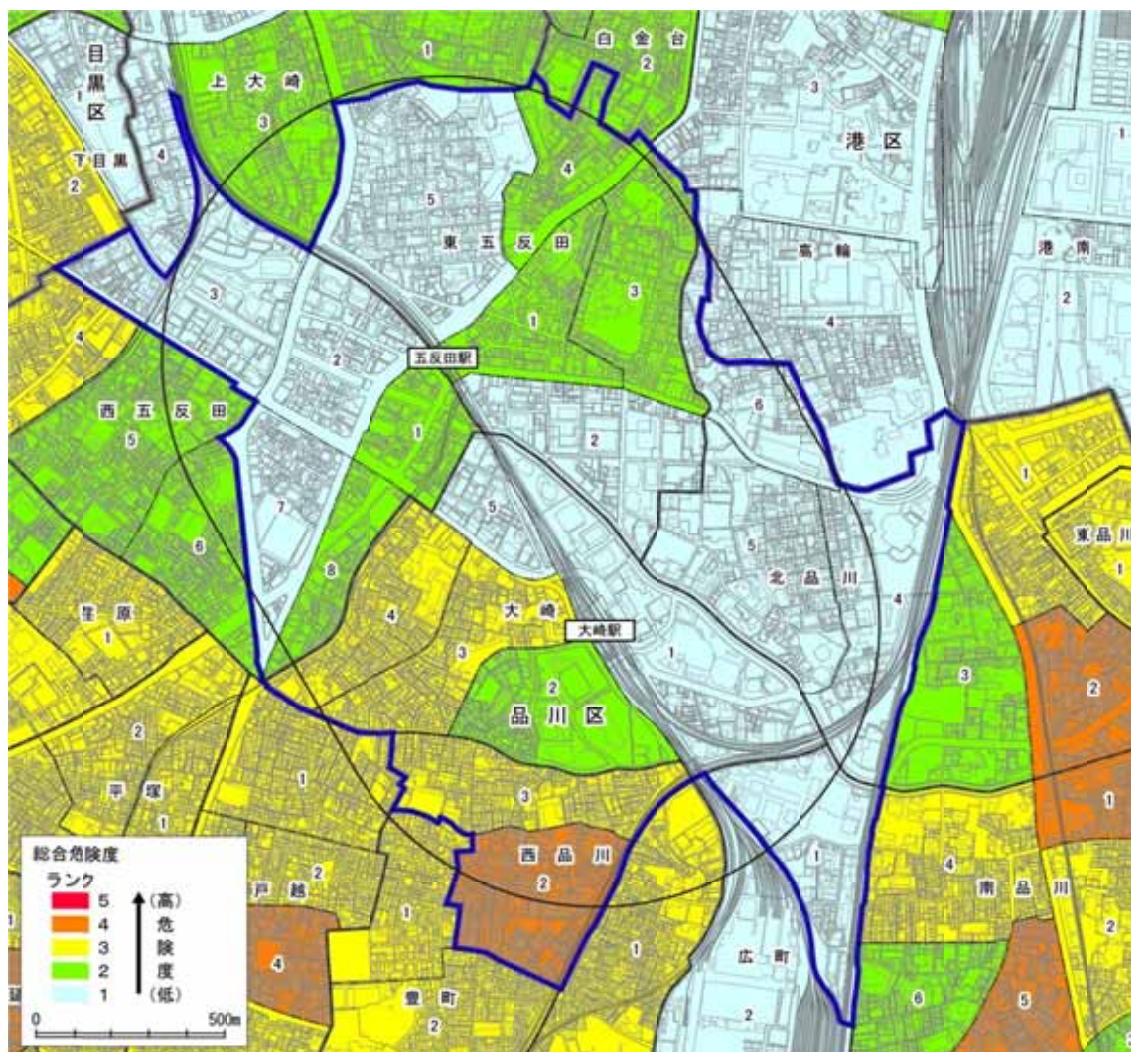 目黒区
1
下目黒
2
4
上大崎
3
1
白金台
2
3
港区
1
5
4
東五反田
高輪
港南
3
3
4
2
4
2
1
五反田駅
6
西五反田
5
1
2
1
7
5
5
東品川
1
6
8
北品川
荏原
1
4
大崎
3
大崎駅
4
1
3
2
2
品川区
2
平塚
1
1
3
1
1
総合危険度
ランク
5 (高)
4 危
3 険
2 度
1 (低)
0 500m
戸越
2
4
西品川
2
1
1
4
南品川
2
豊町
2
広町
2
6
5